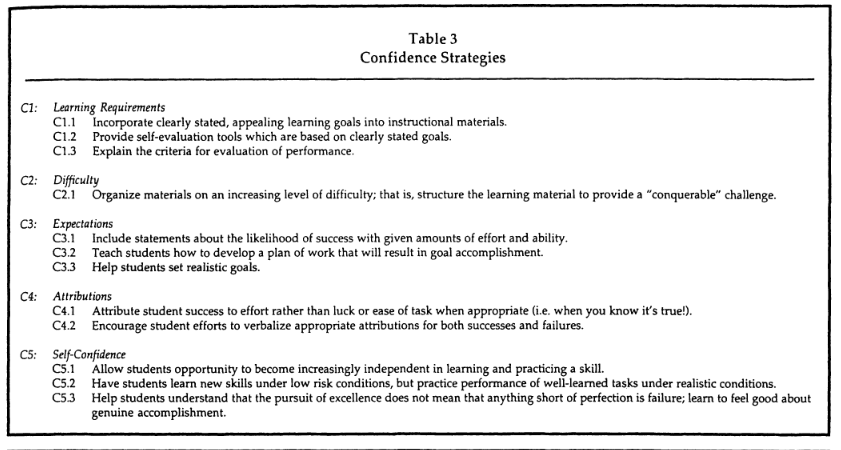 Table 3
Confidence Strategies
C1: Learning Requirements
C1.1 Incorporate clearly stated, appealing learning goals into instructional materials.
C1.2 Provide self-evaluation tools which are based on clearly stated goals.
C1.3 Explain the criteria for evaluation of performance.
C2: Difficulty
C2.1 Organize materials on an increasing level of difficulty; that is, structure the learning material to provide a "conquerable" challenge.
C3: Expectations
C3.1 Include statements about the likelihood of success with given amounts of effort and ability.
C3.2 Teach students how to develop a plan of work that will result in goal accomplishment.
C3.3 Help students set realistic goals.
C4: Attributions
C4.1 Attribute student success to effort rather than luck or ease of task when appropriate (i.e. when you know it's true!).
C4.2 Encourage student efforts to verbalize appropriate attributions for both successes and failures.
C5: Self-Confidence
C5.1 Allow students opportunity to become increasingly independent in learning and practicing a skill.
C5.2 Have students learn new skills under low risk conditions, but practice performance of well-learned tasks under realistic conditions.
C5.3 Help students understand that the pursuit of excellence does not mean that anything short of perfection is failure; learn to feel good about
genuine accomplishment.